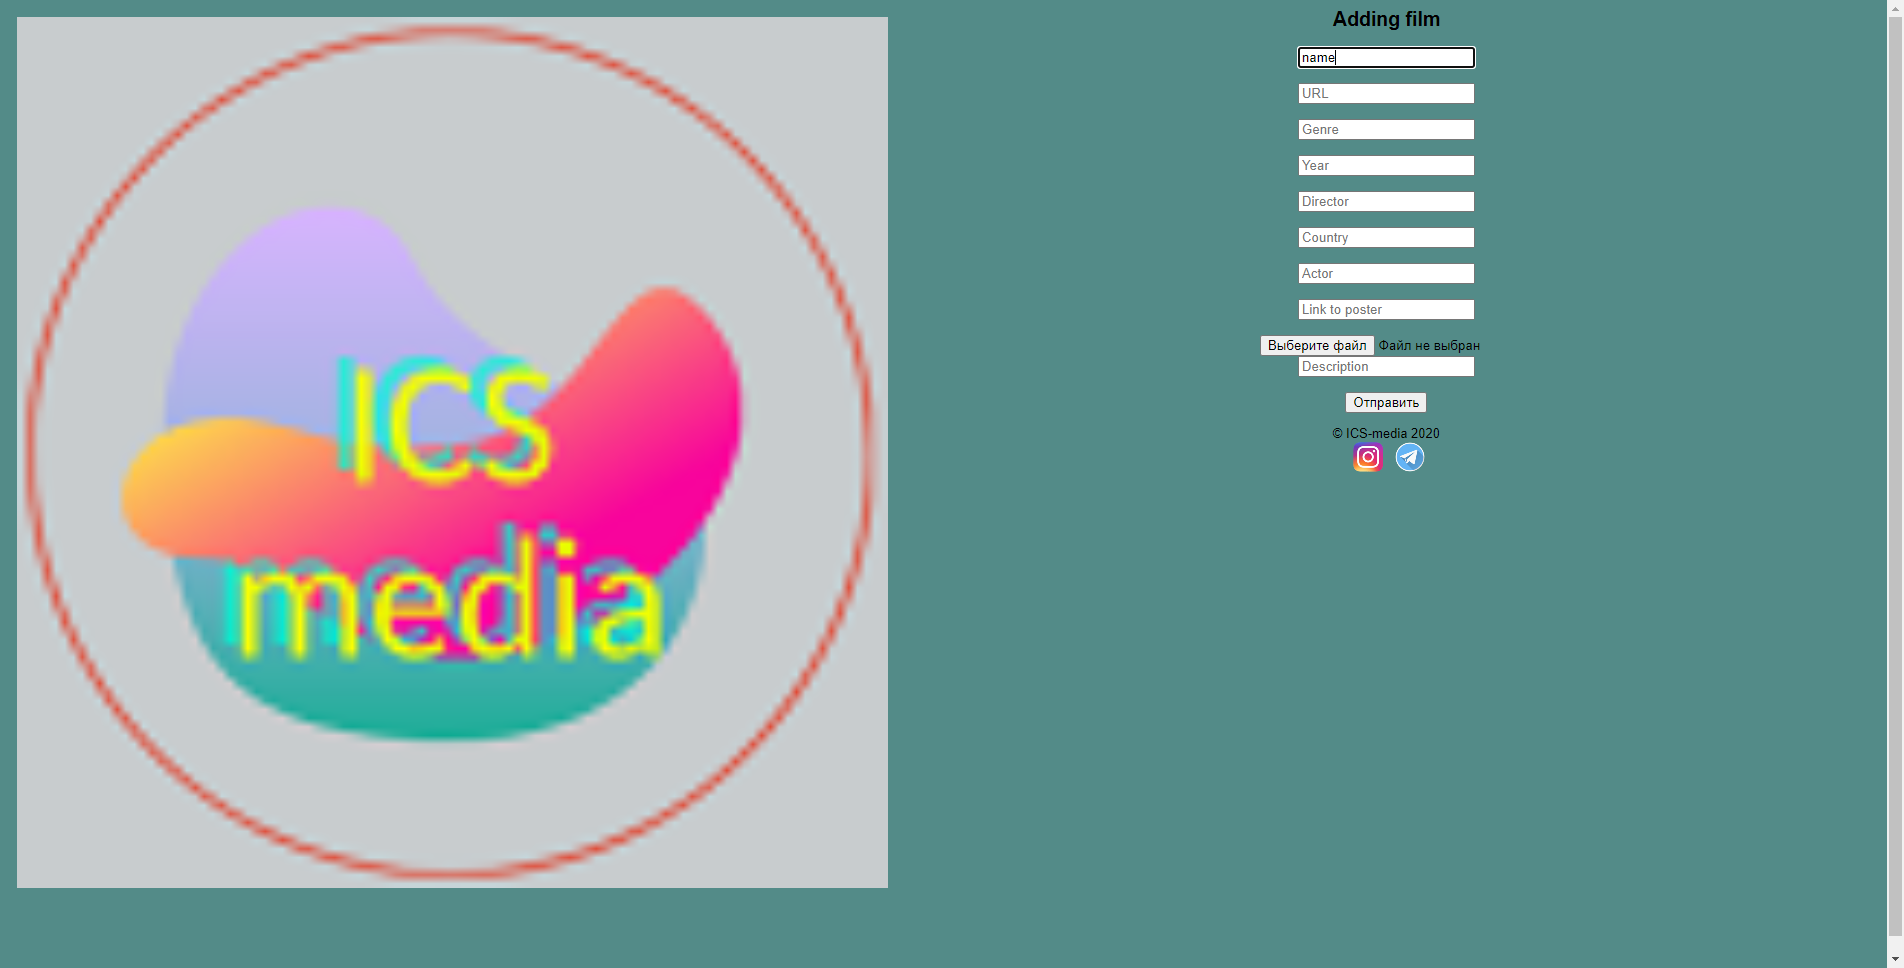 ICS
media
Adding film
name
URL
Genre
Year
Director
Country
Actor
Link to poster
Выберите файл Файл не выбран
Description
Отправить
© ICS-media 2020